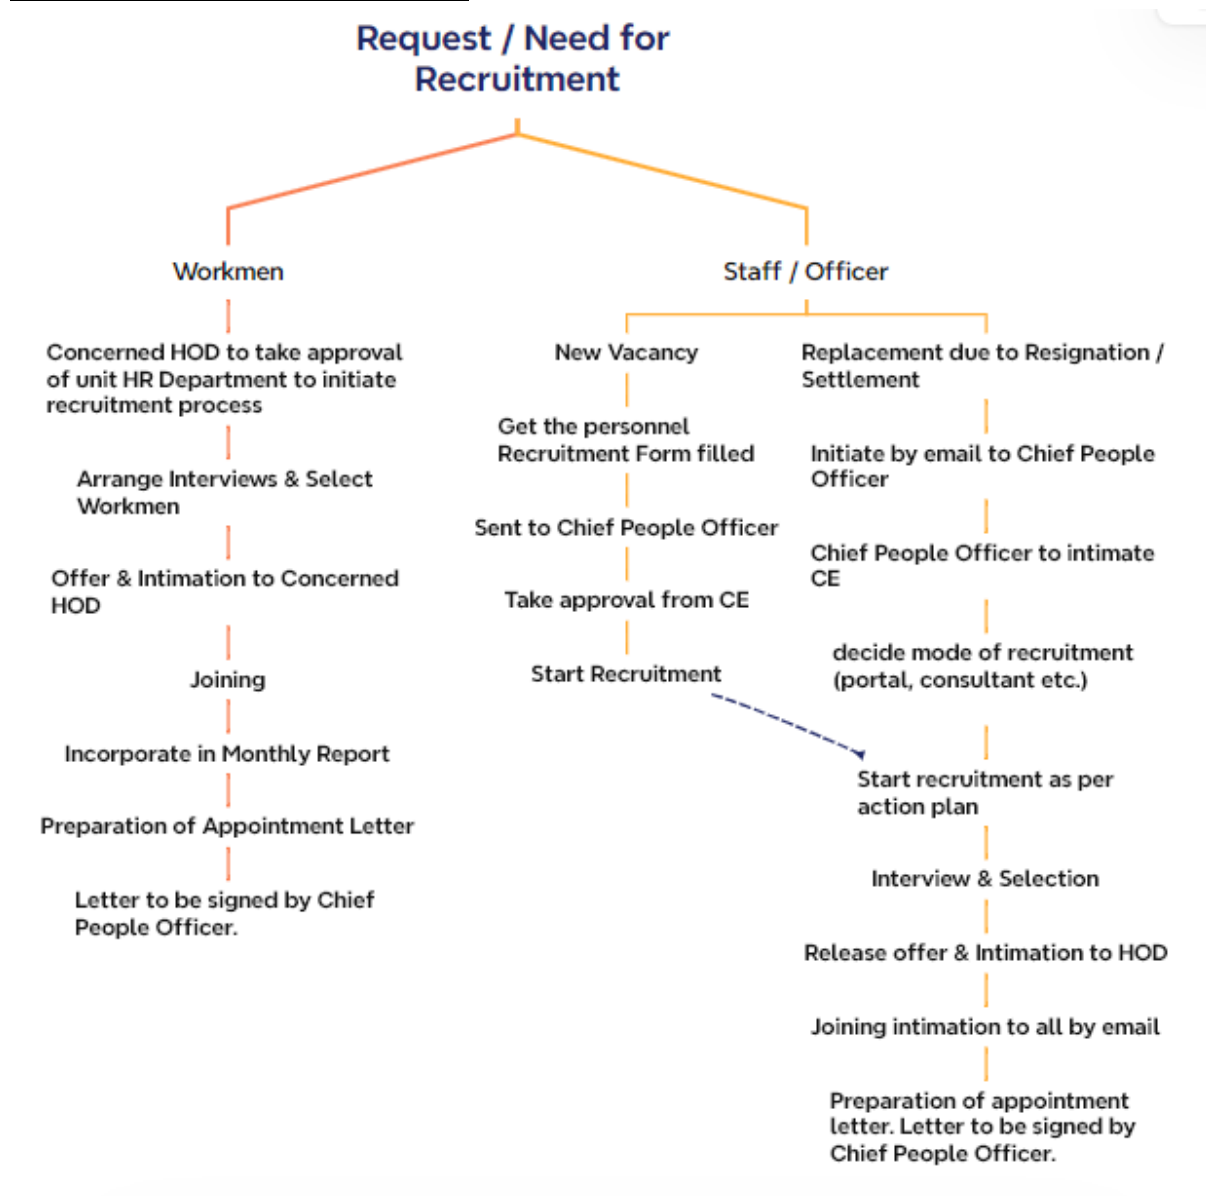 Request / Need for
Recruitment
Workmen
Concerned HOD to take approval
of unit HR Department to initiate
recruitment process
Arrange Interviews & Select
Workmen
Offer & Intimation to Concerned
HOD
Joining
Incorporate in Monthly Report
Preparation of Appointment Letter
Letter to be signed by Chief
People Officer.
Staff / Officer
New Vacancy
Get the personnel
Recruitment Form filled
Sent to Chief People Officer
Take approval from CE
Start Recruitment
Replacement due to Resignation /
Settlement
Initiate by email to Chief People
Officer
Chief People Officer to intimate
CE
decide mode of recruitment
(portal, consultant etc.)
Start recruitment as per
action plan
Interview & Selection
Release offer & Intimation to HOD
Joining intimation to all by email
Preparation of appointment
letter. Letter to be signed by
Chief People Officer.